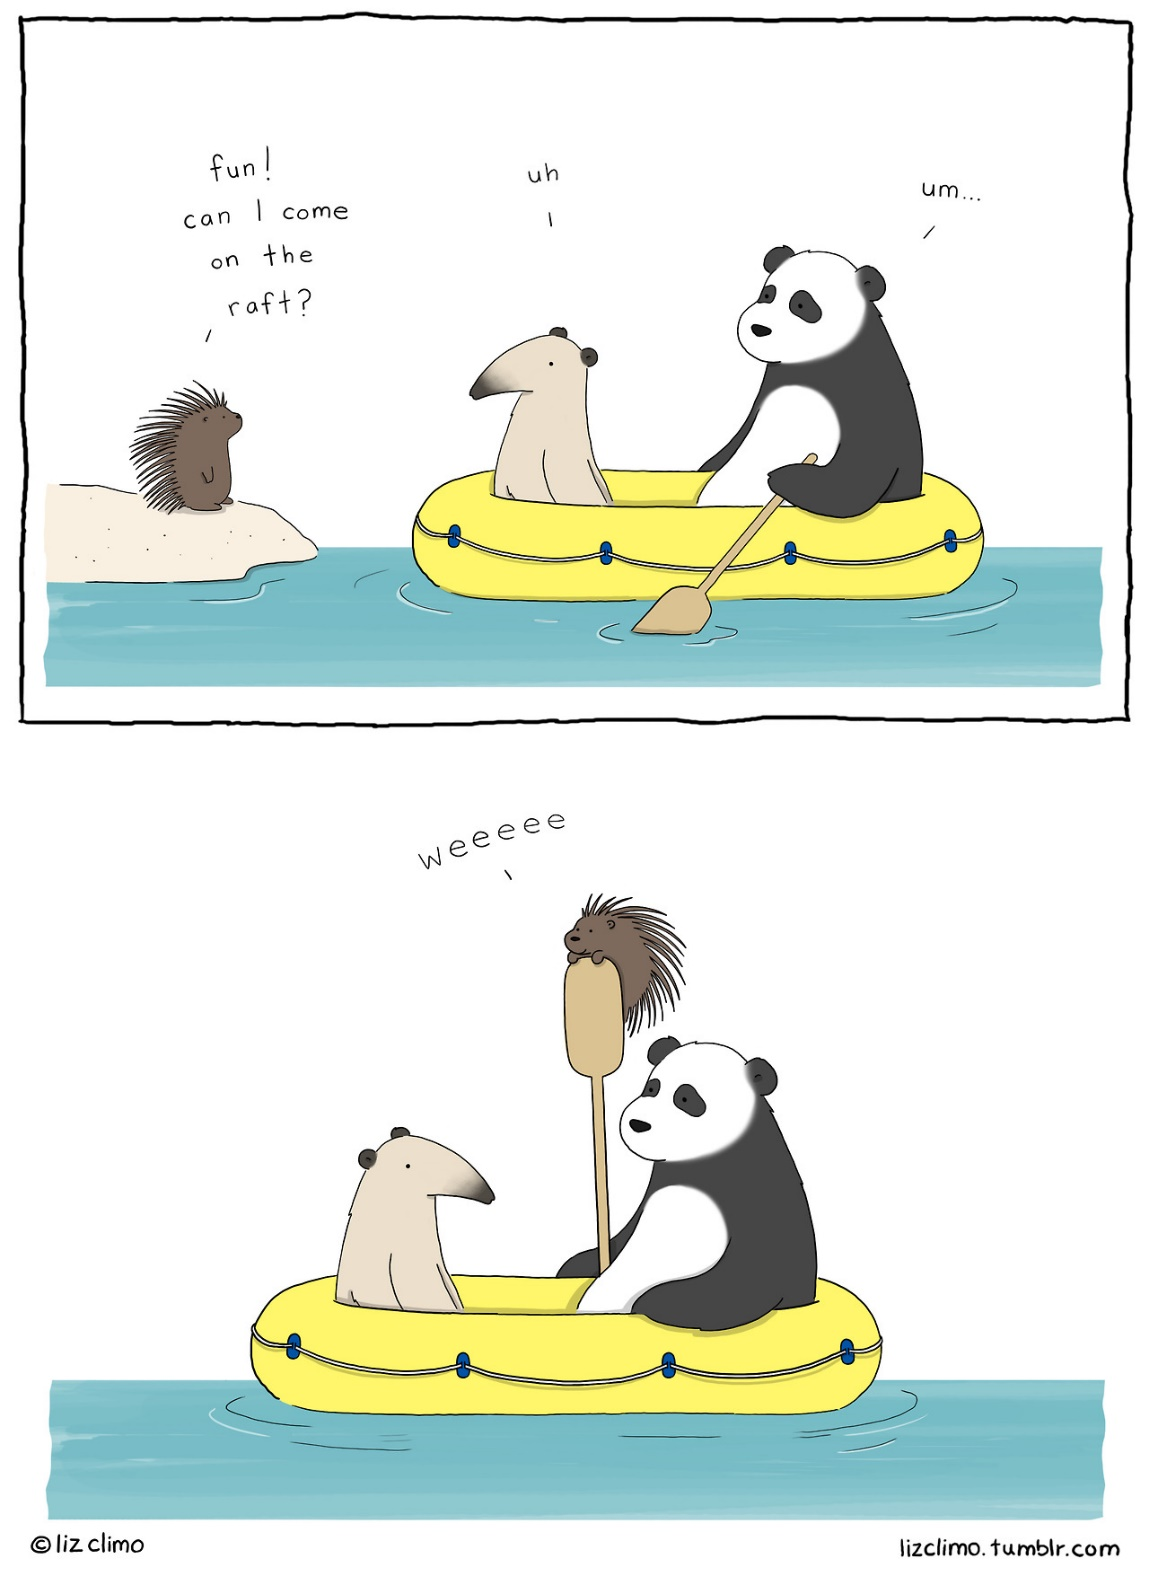 fun!
can I come
on the
raft?
uh
um...
weeeee
©liz climo
lizclimo.tumblr.com